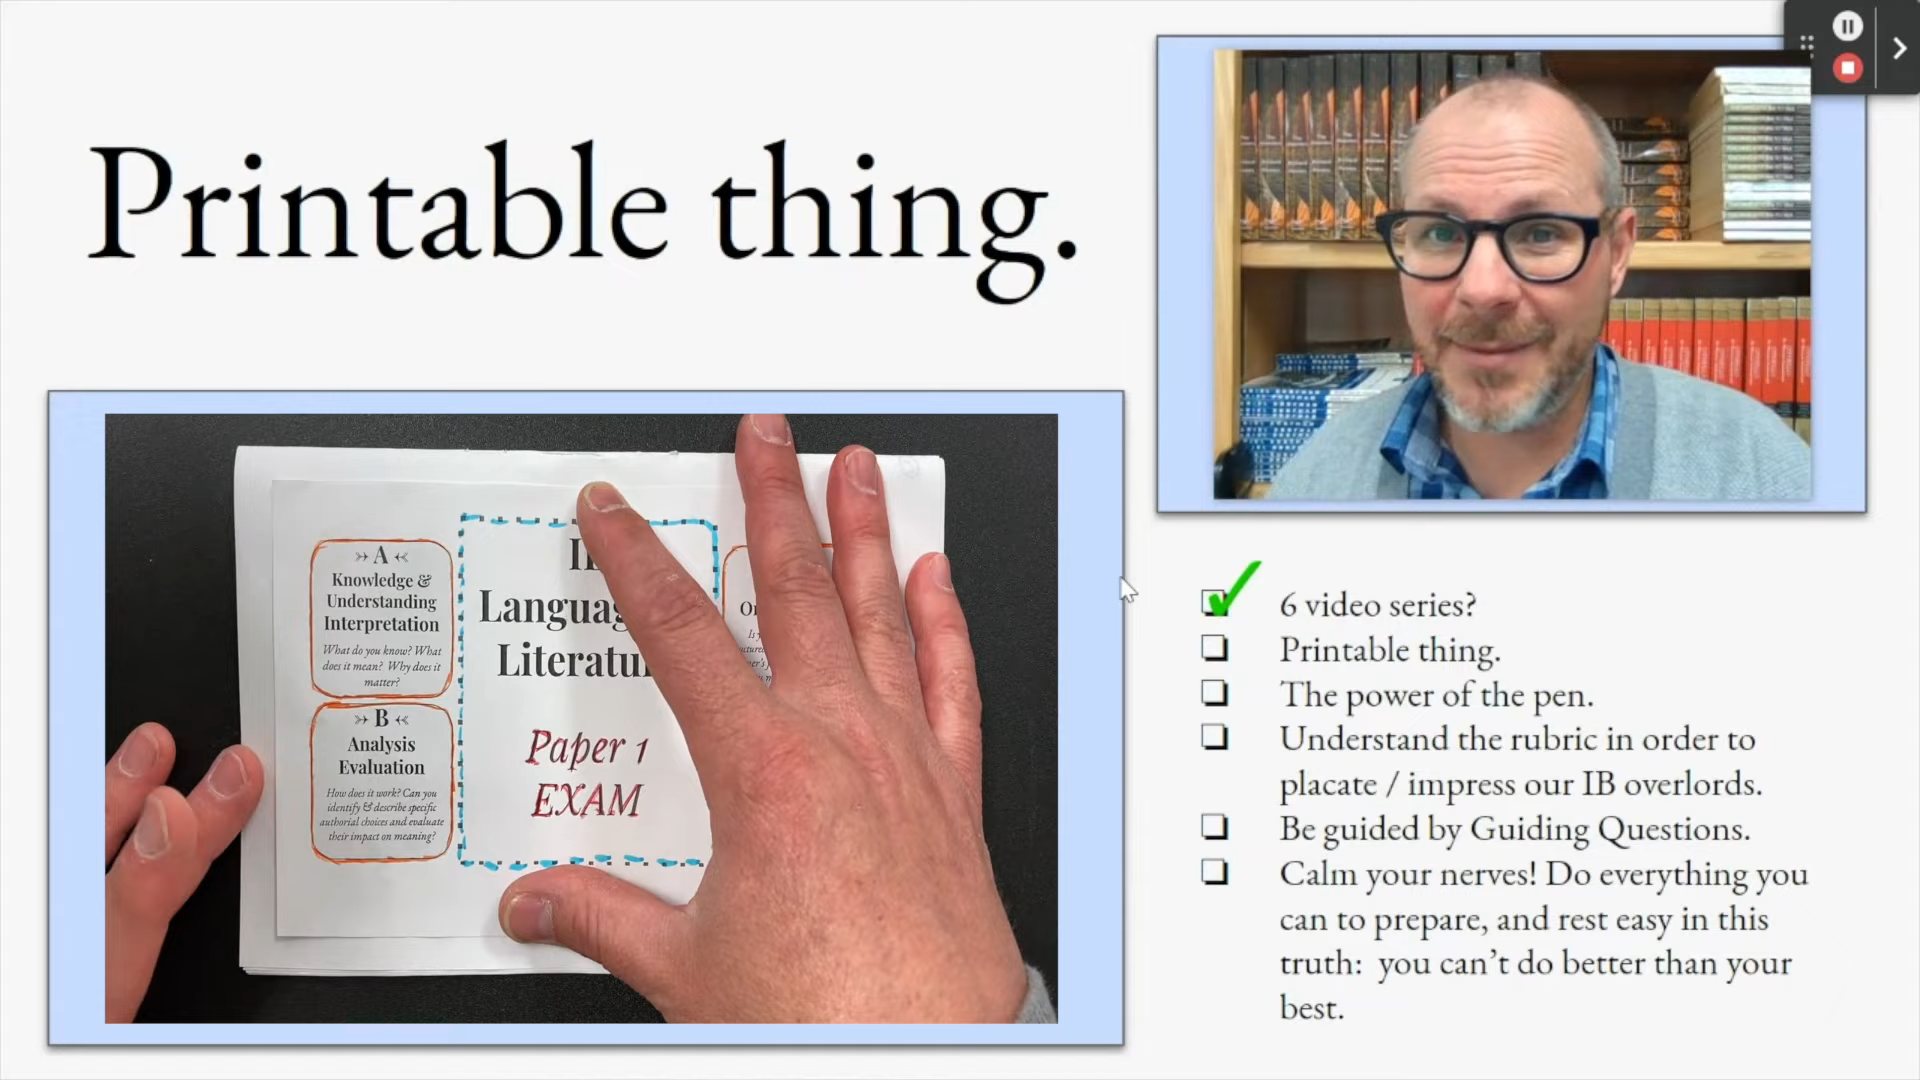 Printable thing.
A
Knowledge &
Understanding
Interpretation
What do you know? What
does it mean? Why does it
matter?
B
Analysis
Evaluation
How does it work? Can you
identify & describe specific
authorial choices and evaluate
their impact on meaning?
Paper 1
EXAM
6 video series?
Printable thing.
The power of the pen.
Understand the rubric in order to
placate / impress our IB overlords.
Be guided by Guiding Questions.
Calm your nerves! Do everything you
can to prepare, and rest easy in this
truth: you can't do better than your
best.